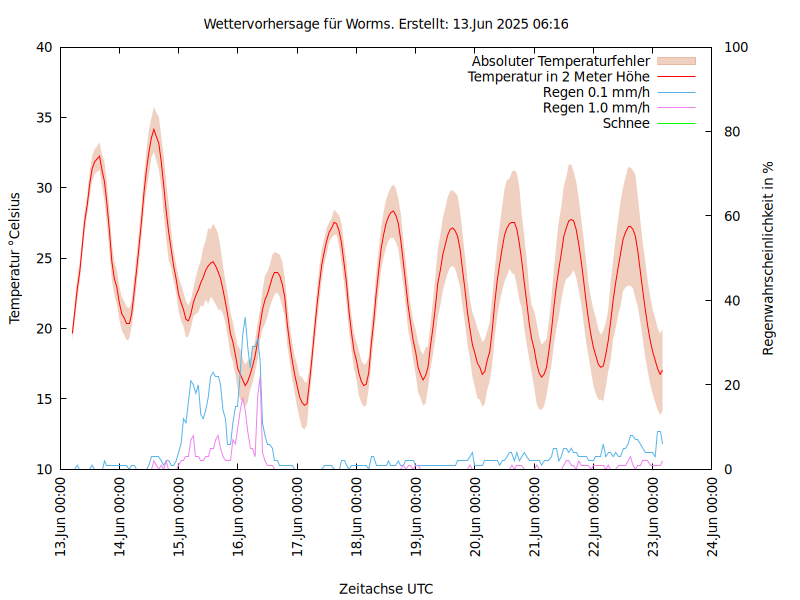 Wettervorhersage für Worms. Erstellt: 13.Jun 2025 06:16
Absoluter Temperaturfehler
Temperatur in 2 Meter Höhe
Regen 0.1 mm/h
Regen 1.0 mm/h
Schnee
Temperatur °Celsius
40
35
30
25
20
15
10
100
80
60
40
20
0
Regenwahrscheinlichkeit in %
13.Jun 00:00
14.Jun 00:00
15.Jun 00:00
16.Jun 00:00
17.Jun 00:00
18.Jun 00:00
19.Jun 00:00
20.Jun 00:00
21.Jun 00:00
22.Jun 00:00
23.Jun 00:00
24.Jun 00:00
Zeitachse UTC